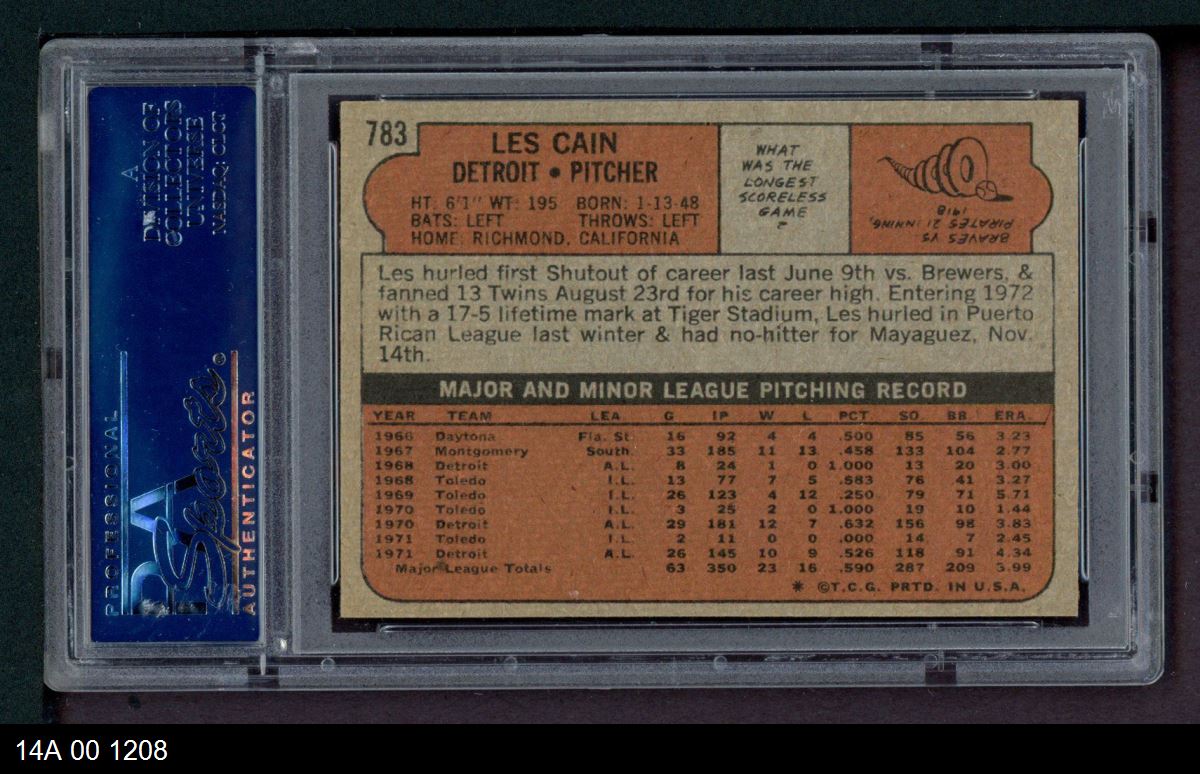 A
DIVISION OF
COLLECTORS
UNIVERSE
NASDAQ: CLCT
PROFESSIONAL
PSA
Sports
AUTHENTICATOR
783
LES CAIN
DETROIT • PITCHER
HT: 6'1" WT: 195 BORN: 1-13-48
BATS: LEFT THROWS: LEFT
HOME: RICHMOND, CALIFORNIA
WHAT
WAS THE
LONGEST
SCORELESS
GAME
?
BRAVES VS
PIRATES 21 INNING,
1918
Les hurled first Shutout of career last June 9th vs. Brewers, &
fanned 13 Twins August 23rd for his career high. Entering 1972
with a 17-5 lifetime mark at Tiger Stadium, Les hurled in Puerto
Rican League last winter & had no-hitter for Mayaguez, Nov.
14th.
MAJOR AND MINOR LEAGUE PITCHING RECORD
YEAR TEAM LEA G IP W L PCT. SO. BB. ERA.
1966 Daytona Fla. St. 16 92 4 4 .500 85 56 3.23
1967 Montgomery South. 33 185 11 13 .458 133 104 2.77
1968 Detroit A.L. 8 24 1 0 1.000 13 20 3.00
1968 Toledo I.L. 13 77 7 5 .583 76 41 3.27
1969 Toledo I.L. 26 123 4 12 .250 79 71 5.71
1970 Toledo I.L. 3 25 2 0 1.000 19 10 1.44
1970 Detroit A.L. 29 181 12 7 .632 156 98 3.83
1971 Toledo I.L. 2 11 0 0 .000 14 7 2.45
1971 Detroit A.L. 26 145 10 9 .526 118 91 4.34
Major League Totals 63 350 23 16 .590 287 209 3.99
* ©T.C.G. PRTD. IN U.S.A.
14A 00 1208